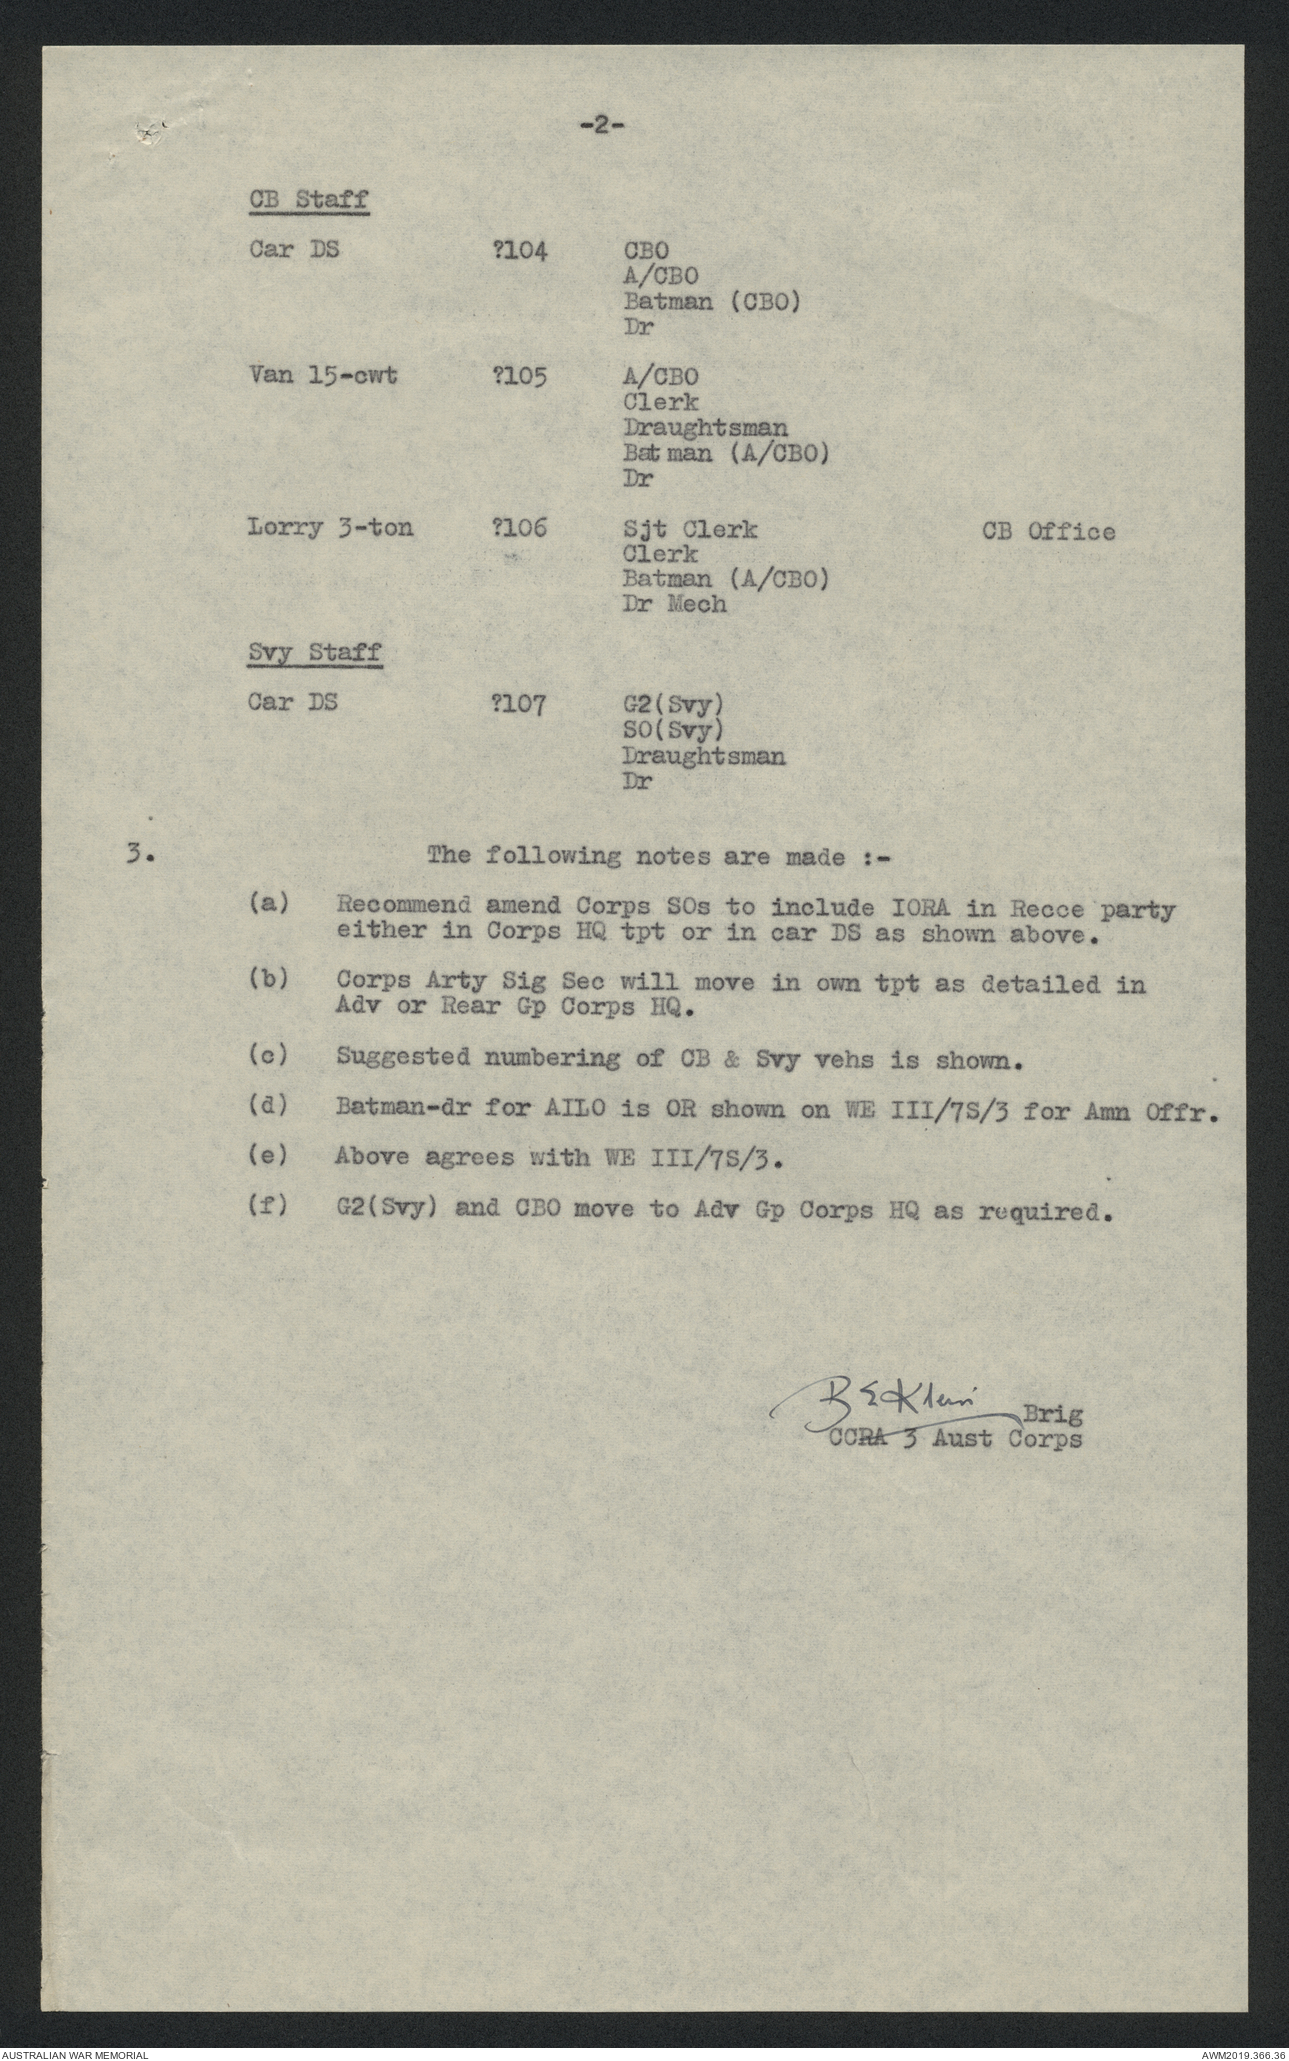 -2-
CB Staff
Car DS ?104 CBO
A/CBO
Batman (CBO)
Dr
Van 15-cwt ?105 A/CBO
Clerk
Draughtsman
Batman (A/CBO)
Dr
Lorry 3-ton ?106 Sjt Clerk CB Office
Clerk
Batman (A/CBO)
Dr Mech
Svy Staff
Car DS ?107 G2(Svy)
SO(Svy)
Draughtsman
Dr
3. The following notes are made :-
(a) Recommend amend Corps SOs to include IORA in Recce party
either in Corps HQ tpt or in car DS as shown above.
(b) Corps Arty Sig Sec will move in own tpt as detailed in
Adv or Rear Gp Corps HQ.
(c) Suggested numbering of CB & Svy vehs is shown.
(d) Batman-dr for AILO is OR shown on WE III/7S/3 for Amn Offr.
(e) Above agrees with WE III/7S/3.
(f) G2(Svy) and CBO move to Adv Gp Corps HQ as required.
B E Klein Brig
CCRA 3 Aust Corps
AUSTRALIAN WAR MEMORIAL AWM2019.366.36